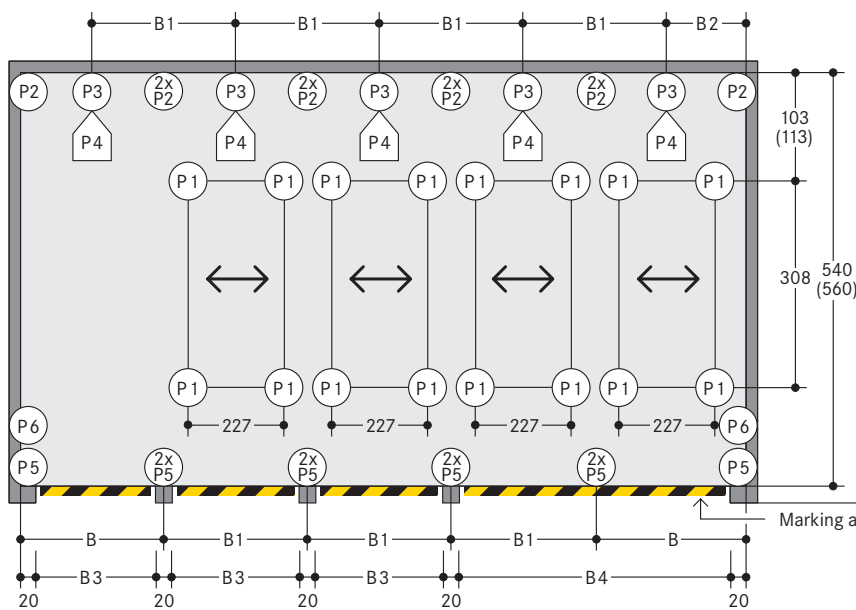 B1 B1 B1 B1 B2
P2 P3 2x P2 P3 2x P2 P3 2x P2 P3 2x P2 P3 P2
P4 P4 P4 P4 P4
103
(113)
P1 P1 P1 P1 P1 P1 P1 P1
308
540
(560)
P1 P1 P1 P1 P1 P1 P1 P1
227 227 227 227
P6 P6
P5 2x P5 2x P5 2x P5 2x P5 P5
Marking a
B B1 B1 B1 B
B3 B3 B3 B4
20 20 20 20 20